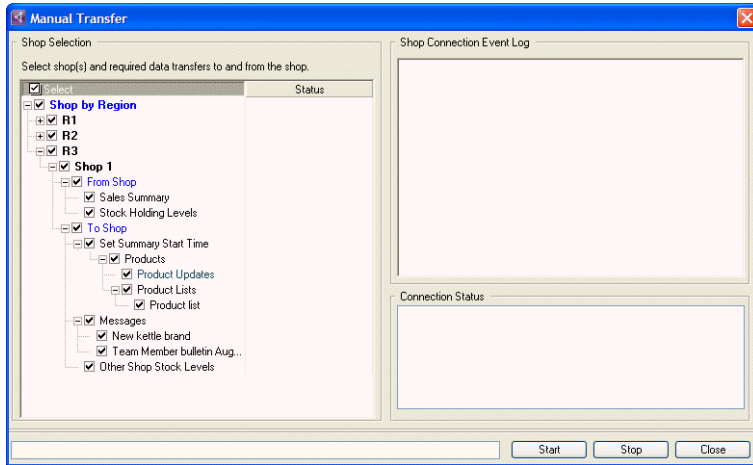 Manual Transfer
Shop Selection
Select shop(s) and required data transfers to and from the shop.
Select Status
Shop by Region
R1
R2
R3
Shop 1
From Shop
Sales Summary
Stock Holding Levels
To Shop
Set Summary Start Time
Products
Product Updates
Product Lists
Product list
Messages
New kettle brand
Team Member bulletin Aug...
Other Shop Stock Levels
Shop Connection Event Log
Connection Status
Start Stop Close